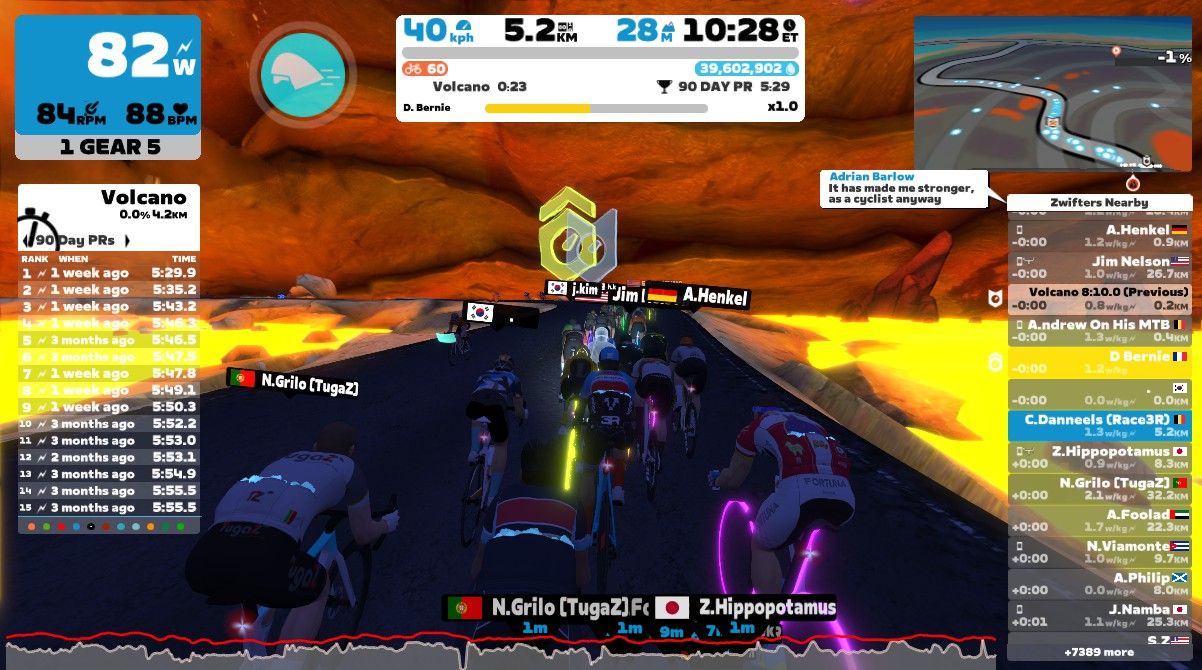 82W
84RPM 88BPM
1 GEAR 5
40kph 5.2KM 28M 10:28ET
60
39,602,902
Volcano 0:23
90 DAY PR 5:29
D. Bernie
x1.0
-1%
Adrian Barlow
It has made me stronger,
as a cyclist anyway
Volcano
0.0% 4.2KM
90 Day PRs
RANK WHEN TIME
1 1 week ago 5:29.9
2 1 week ago 5:35.2
3 1 week ago 5:43.2
4 1 week ago 5:46.3
5 3 months ago 5:46.5
6 3 months ago 5:47.5
7 1 week ago 5:47.8
8 1 week ago 5:49.1
9 1 week ago 5:50.3
10 3 months ago 5:52.2
11 3 months ago 5:53.0
12 2 months ago 5:53.1
13 3 months ago 5:54.9
14 3 months ago 5:55.5
15 3 months ago 5:55.5
Zwifters Nearby
A.Henkel
-0:00 1.2w/kg 0.9KM
Jim Nelson
-0:00 1.0w/kg 26.7KM
Volcano 8:10.0 (Previous)
-0:00 0.8w/kg 0.2KM
A.ndrew On His MTB
-0:00 1.3w/kg 0.4KM
D Bernie
-0:00 1.2w/kg
.
-0:00 0.0w/kg 0.0KM
C.Danneels (Race3R)
1.3w/kg 5.2KM
Z.Hippopotamus
+0:00 0.9w/kg 8.3KM
N.Grilo [TugaZ]
+0:00 2.1w/kg 32.2KM
A.Foolad
+0:00 1.7w/kg 22.3KM
N.Viamonte
+0:00 1.0w/kg 9.7KM
A.Philip
+0:00 0.0w/kg 8.0KM
J.Namba
+0:01 1.1w/kg 25.3KM
S.Z
+7389 more
j.kim
Jim
A.Henkel
.
N.Grilo [TugaZ]
TugaZ
TugaZ
3R
FORTUNA
N.Grilo [TugaZ]
Z.Hippopotamus
1m 1m 9m 1m